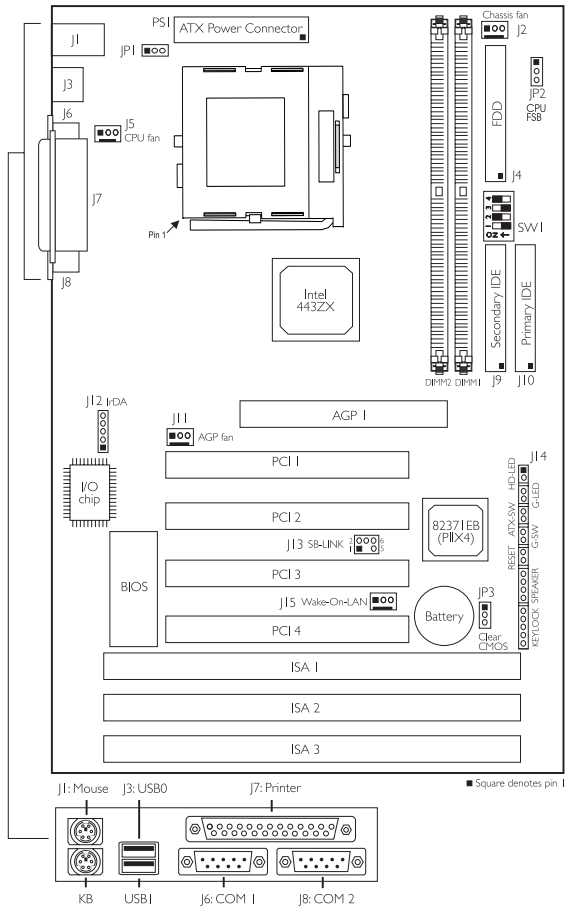 Chassis fan
PS1
ATX Power Connector
J1
JP1
J2
J3
JP2
CPU
FSB
FDD
J6
J5
CPU fan
J4
J7
1 2 3 4
ON
SW1
Pin 1
J8
Intel
443ZX
Secondary IDE
Primary IDE
DIMM2
DIMM1
J9
J10
J12 IrDA
AGP 1
J11
AGP fan
J14
PCI 1
HD-LED
G-LED
I/O
chip
PCI 2
ATX-SW
G-SW
82371EB
(PIIX4)
J13 SB-LINK
2 6
1 5
RESET
BIOS
PCI 3
SPEAKER
J15 Wake-On-LAN
JP3
Battery
PCI 4
Clear
CMOS
KEYLOCK
ISA 1
ISA 2
ISA 3
Square denotes pin 1
J1: Mouse
J3: USB0
J7: Printer
KB
USB1
J6: COM 1
J8: COM 2